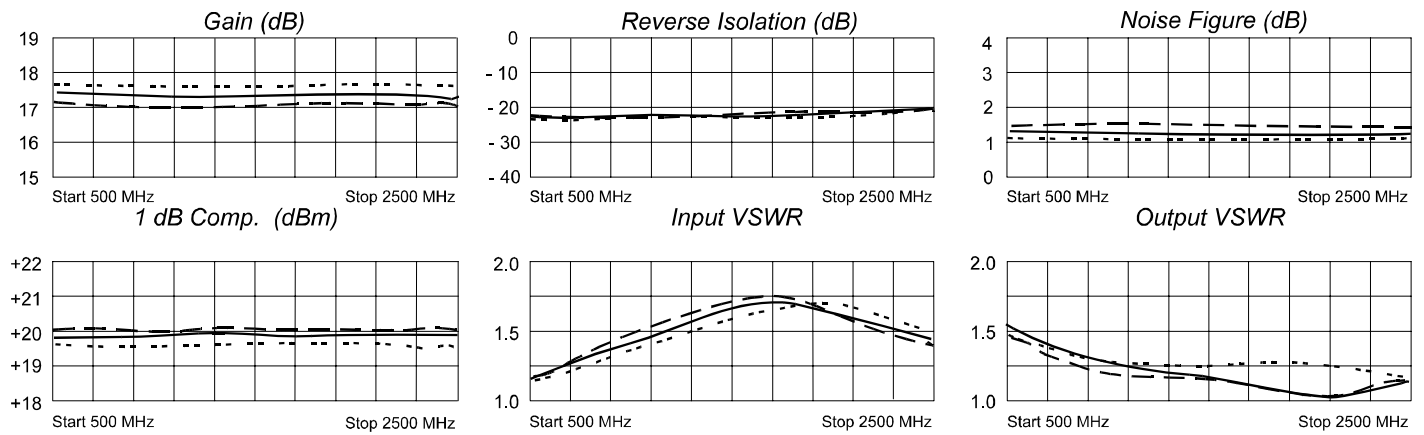 Gain (dB)
19
18
17
16
15
Start 500 MHz Stop 2500 MHz
Reverse Isolation (dB)
0
- 10
- 20
- 30
- 40
Start 500 MHz Stop 2500 MHz
Noise Figure (dB)
4
3
2
1
0
Start 500 MHz Stop 2500 MHz
1 dB Comp. (dBm)
+22
+21
+20
+19
+18
Start 500 MHz Stop 2500 MHz
Input VSWR
2.0
1.5
1.0
Start 500 MHz Stop 2500 MHz
Output VSWR
2.0
1.5
1.0
Start 500 MHz Stop 2500 MHz